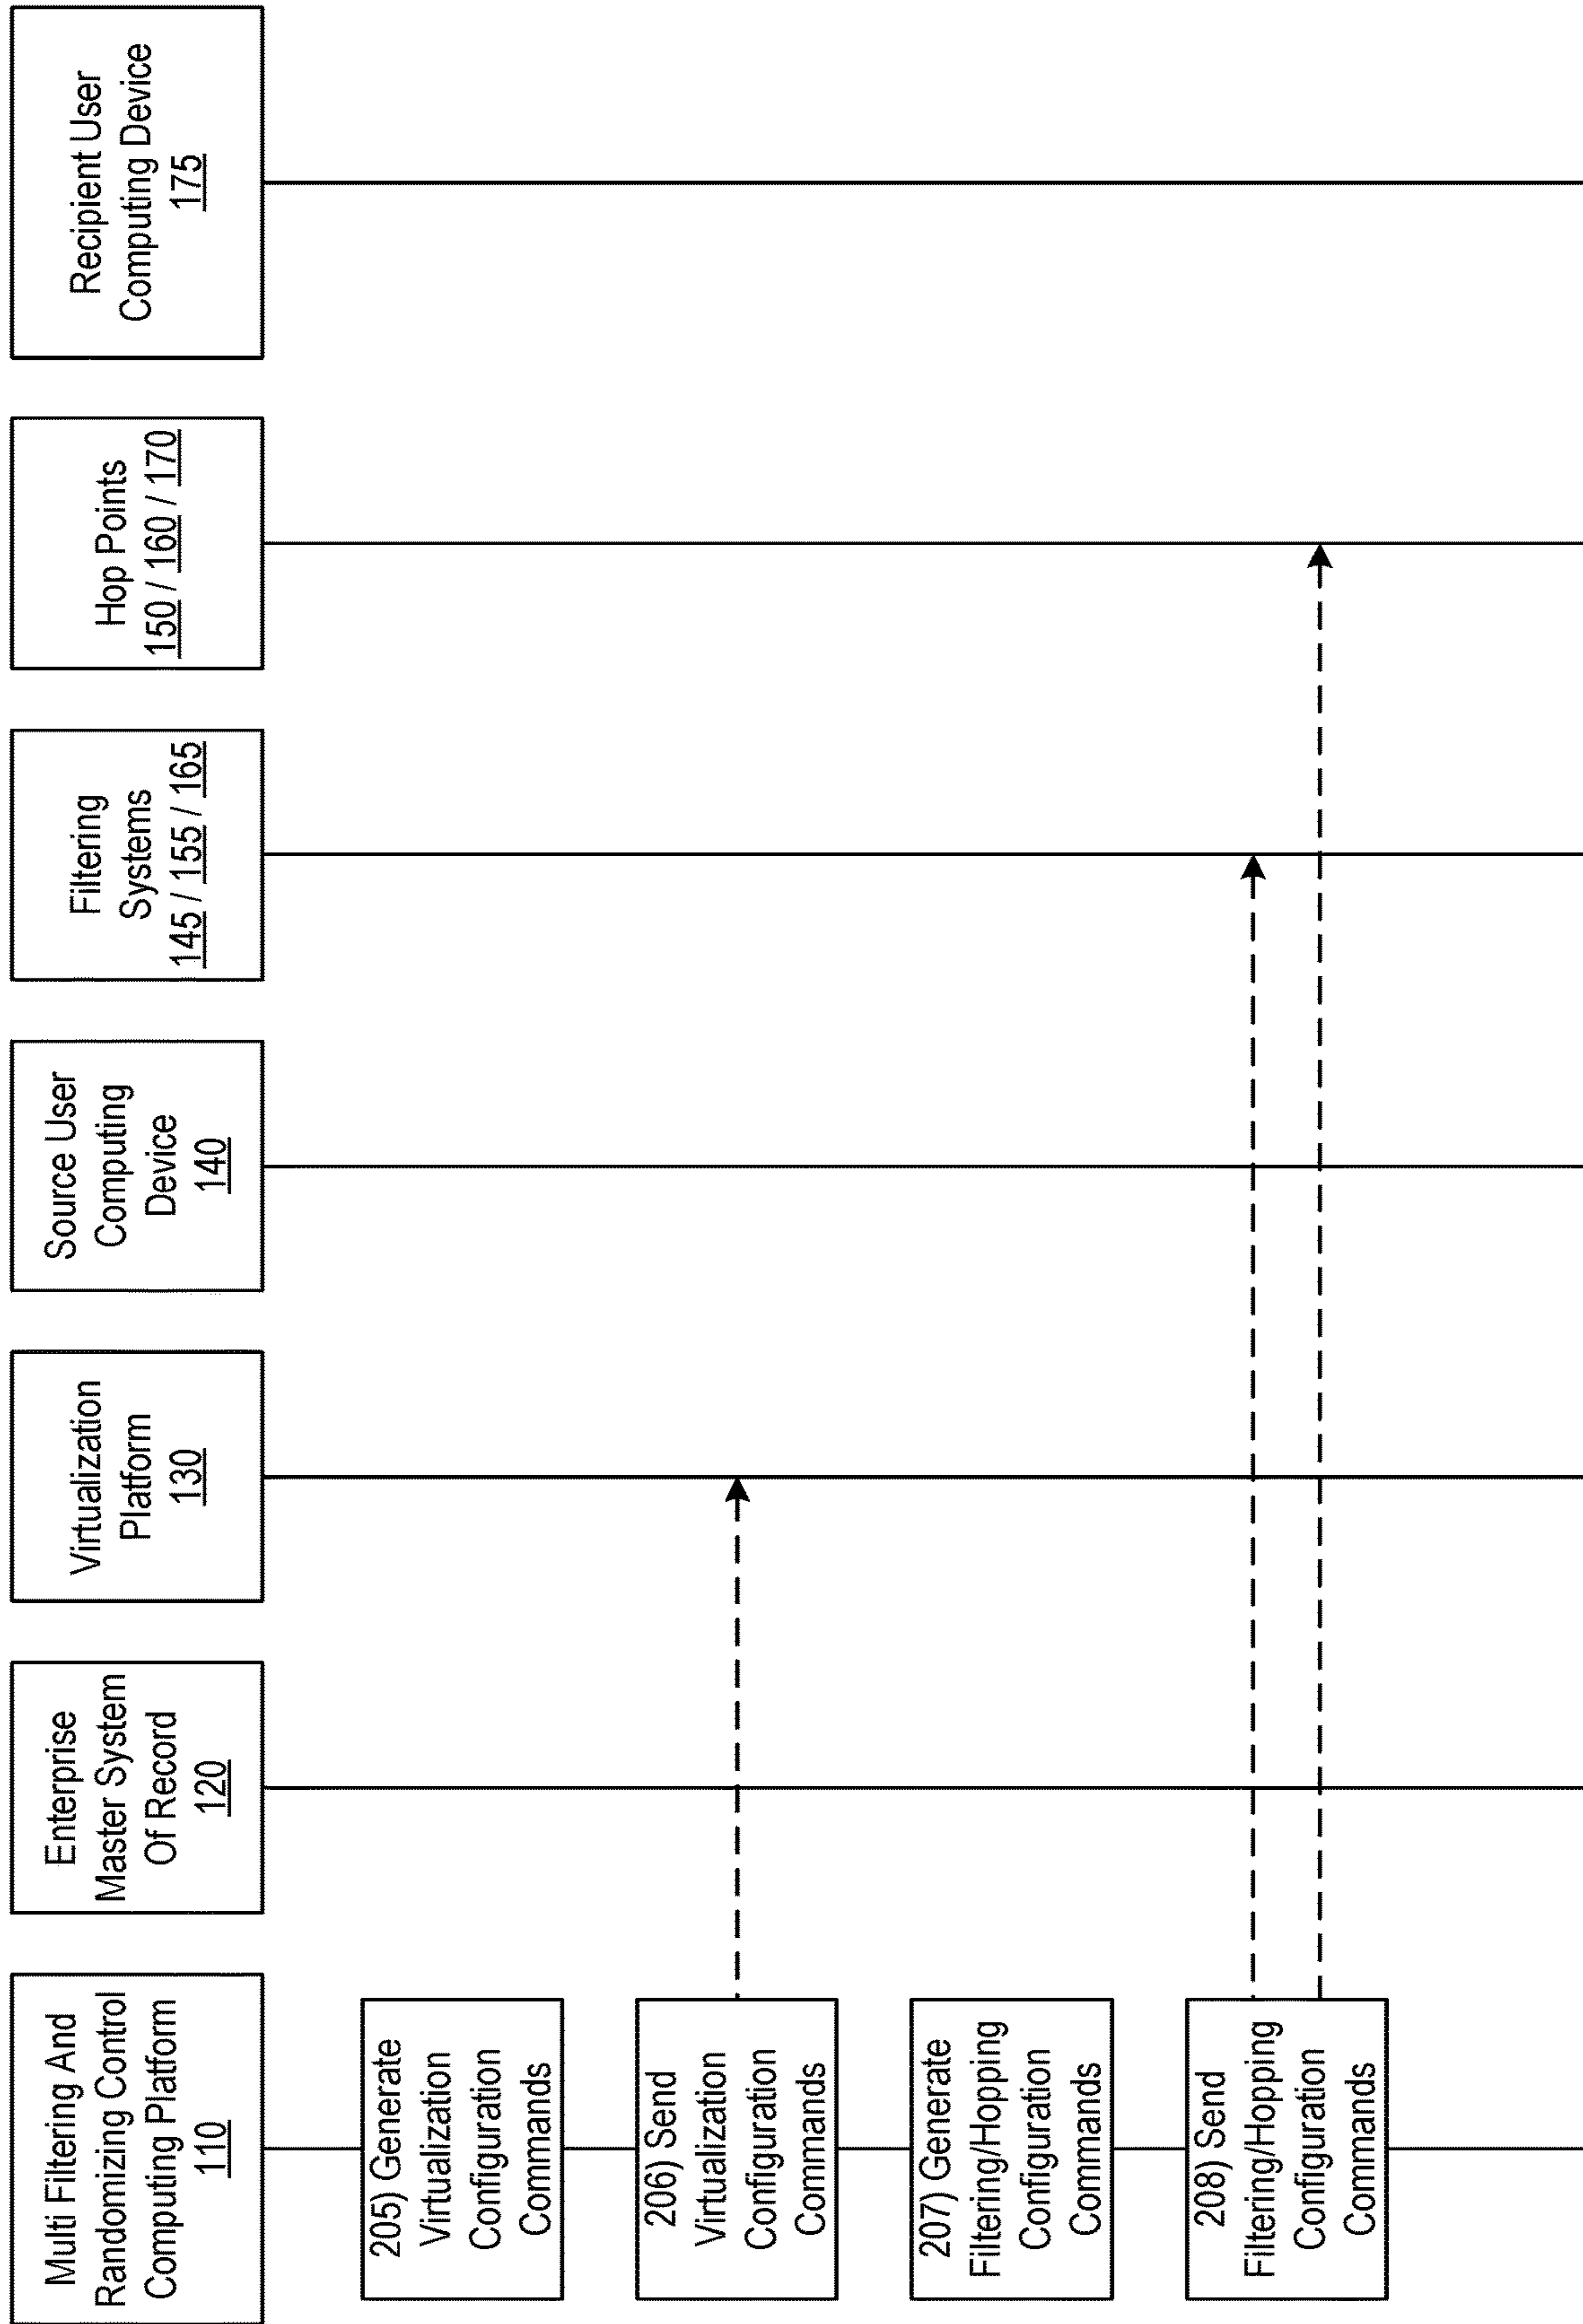 Multi Filtering And
Randomizing Control
Computing Platform
110
Enterprise
Master System
Of Record
120
Virtualization
Platform
130
Source User
Computing
Device
140
Filtering
Systems
145 / 155 / 165
Hop Points
150 / 160 / 170
Recipient User
Computing Device
175
205) Generate
Virtualization
Configuration
Commands
206) Send
Virtualization
Configuration
Commands
207) Generate
Filtering/Hopping
Configuration
Commands
208) Send
Filtering/Hopping
Configuration
Commands